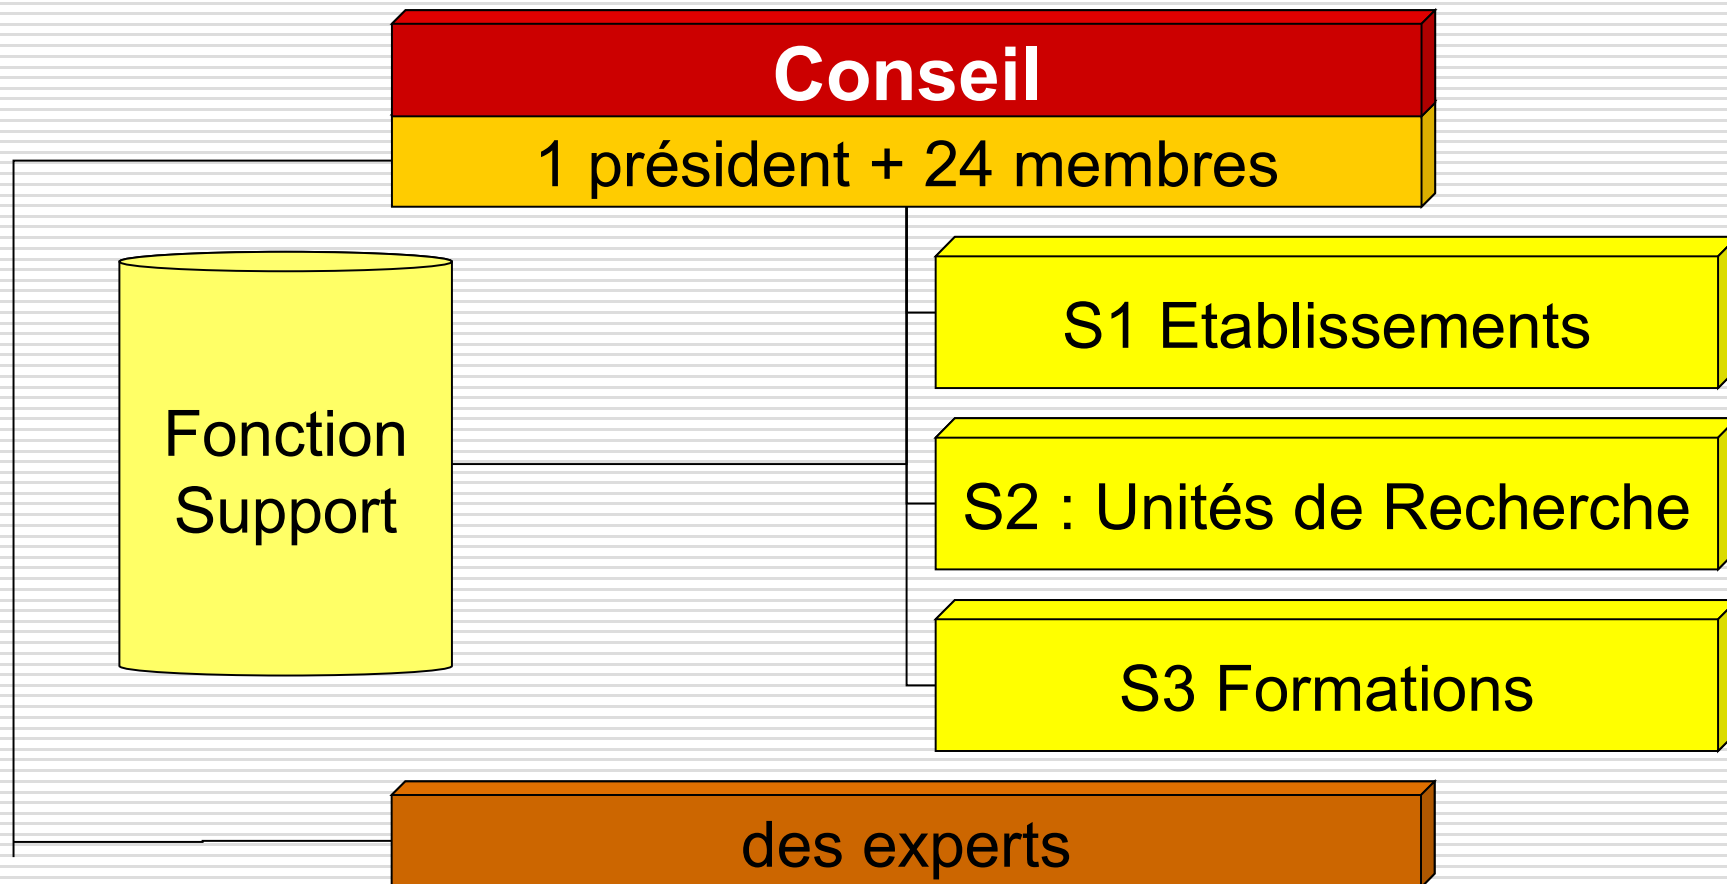 Conseil
1 président + 24 membres
Fonction
Support
S1 Etablissements
S2 : Unités de Recherche
S3 Formations
des experts